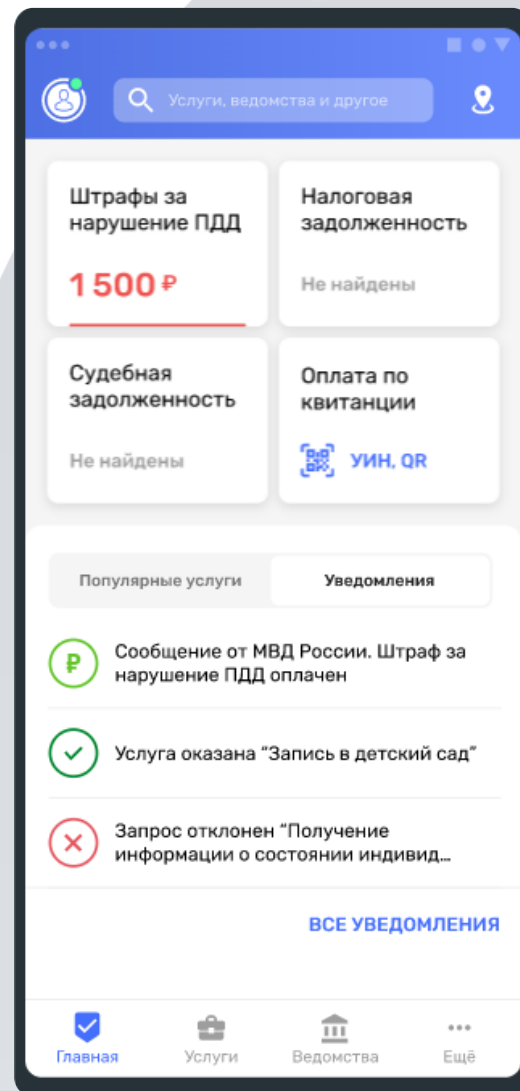 Услуги, ведомства и другое
Штрафы за
нарушение ПДД
1 500 ₽
Налоговая
задолженность
Не найдены
Судебная
задолженность
Не найдены
Оплата по
квитанции
УИН, QR
Популярные услуги
Уведомления
₽
Сообщение от МВД России. Штраф за
нарушение ПДД оплачен
Услуга оказана “Запись в детский сад”
Запрос отклонен “Получение
информации о состоянии индивид...
ВСЕ УВЕДОМЛЕНИЯ
Главная
Услуги
Ведомства
Ещё